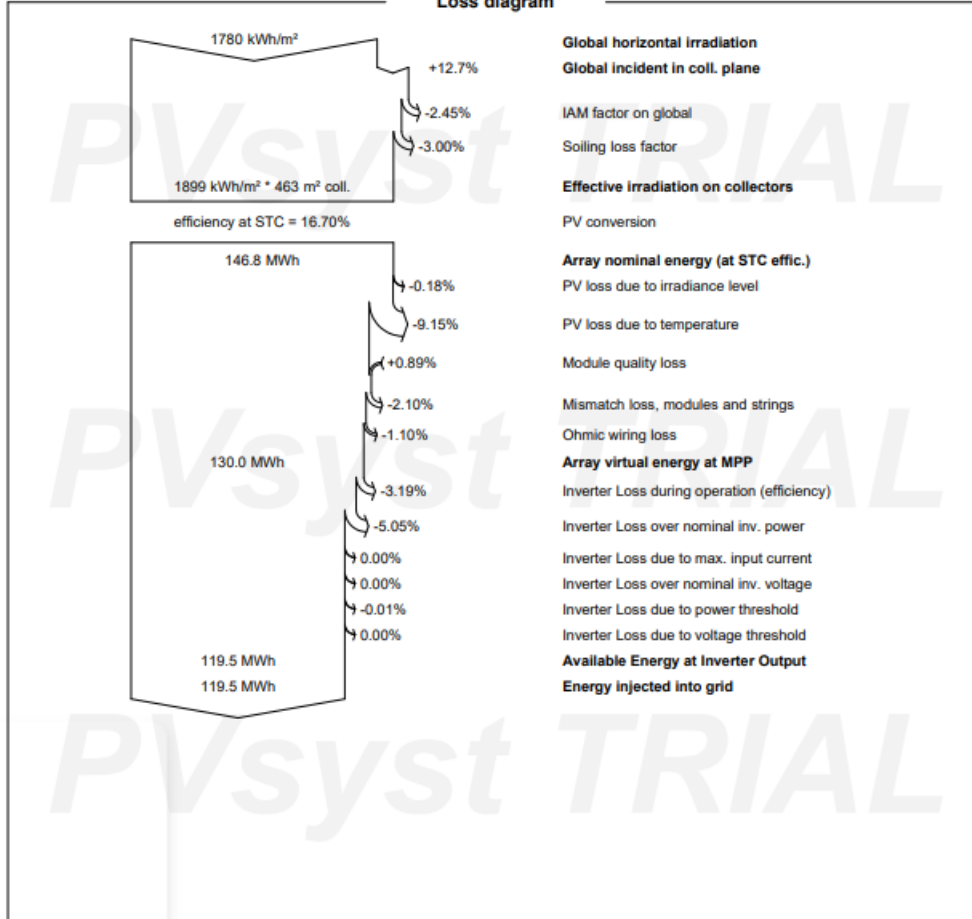 Loss diagram
1780 kWh/m² Global horizontal irradiation
+12.7% Global incident in coll. plane
-2.45% IAM factor on global
-3.00% Soiling loss factor
1899 kWh/m² * 463 m² coll. Effective irradiation on collectors
efficiency at STC = 16.70% PV conversion
146.8 MWh Array nominal energy (at STC effic.)
-0.18% PV loss due to irradiance level
-9.15% PV loss due to temperature
+0.89% Module quality loss
-2.10% Mismatch loss, modules and strings
-1.10% Ohmic wiring loss
130.0 MWh Array virtual energy at MPP
-3.19% Inverter Loss during operation (efficiency)
-5.05% Inverter Loss over nominal inv. power
0.00% Inverter Loss due to max. input current
0.00% Inverter Loss over nominal inv. voltage
-0.01% Inverter Loss due to power threshold
0.00% Inverter Loss due to voltage threshold
119.5 MWh Available Energy at Inverter Output
119.5 MWh Energy injected into grid
PVsyst TRIAL
PVsyst TRIAL
PVsyst TRIAL